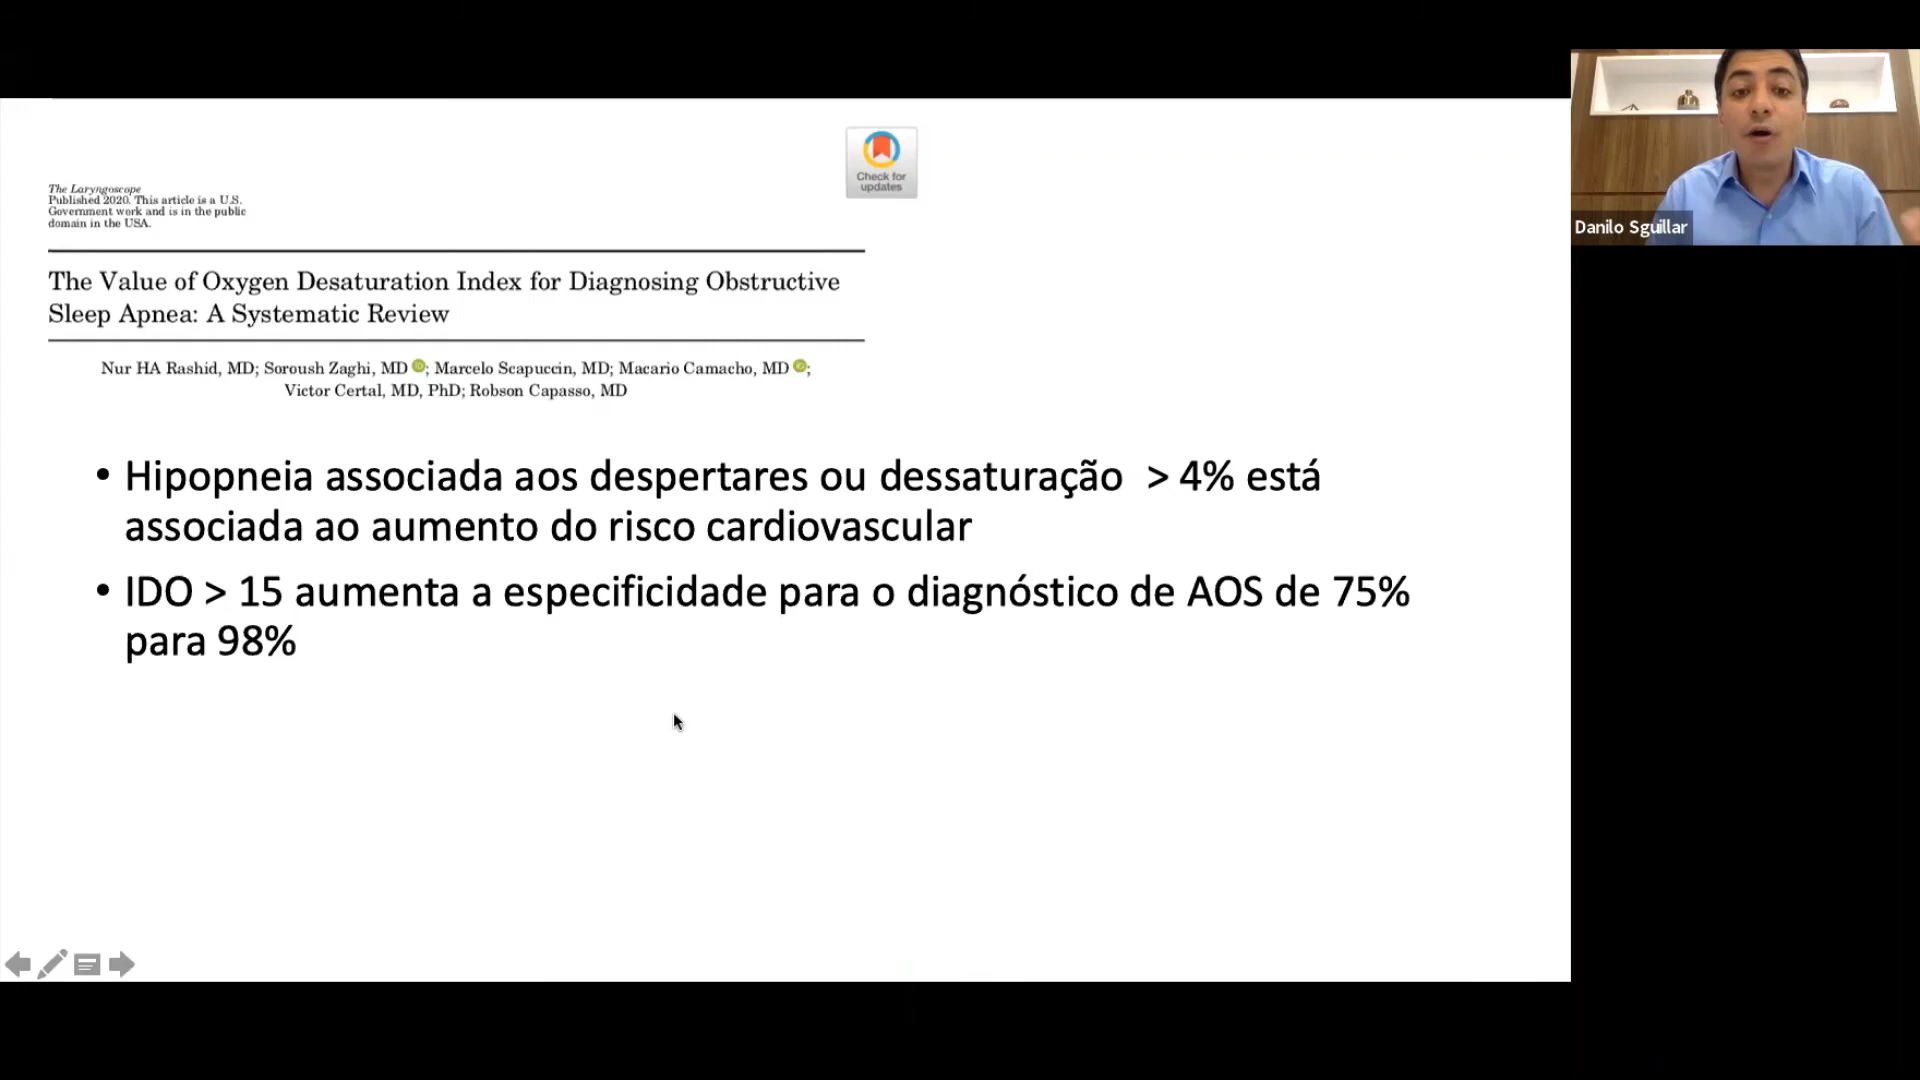 The Laryngoscope
Published 2020. This article is a U.S.
Government work and is in the public
domain in the USA.
Check for
updates
The Value of Oxygen Desaturation Index for Diagnosing Obstructive
Sleep Apnea: A Systematic Review
Nur HA Rashid, MD; Soroush Zaghi, MD iD; Marcelo Scapuccin, MD; Macario Camacho, MD iD;
Victor Certal, MD, PhD; Robson Capasso, MD
• Hipopneia associada aos despertares ou dessaturação > 4% está
associada ao aumento do risco cardiovascular
• IDO > 15 aumenta a especificidade para o diagnóstico de AOS de 75%
para 98%
Danilo Sguillar